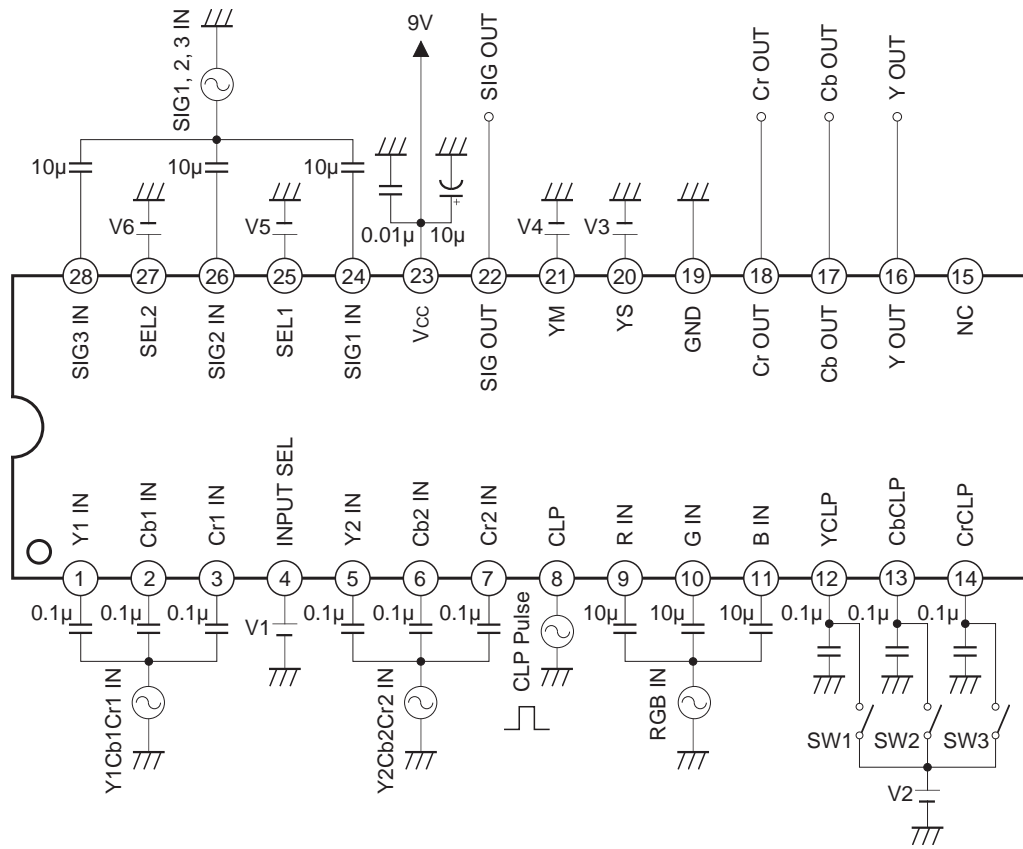 SIG1, 2, 3 IN
9V
SIG OUT
Cr OUT
Cb OUT
Y OUT
10µ
10µ
10µ
V6
V5
0.01µ
10µ
+
V4
V3
28
27
26
25
24
23
22
21
20
19
18
17
16
15
SIG3 IN
SEL2
SIG2 IN
SEL1
SIG1 IN
Vcc
SIG OUT
YM
YS
GND
Cr OUT
Cb OUT
Y OUT
NC
Y1 IN
Cb1 IN
Cr1 IN
INPUT SEL
Y2 IN
Cb2 IN
Cr2 IN
CLP
R IN
G IN
B IN
YCLP
CbCLP
CrCLP
1
2
3
4
5
6
7
8
9
10
11
12
13
14
0.1µ
0.1µ
0.1µ
V1
0.1µ
0.1µ
0.1µ
CLP Pulse
10µ
10µ
10µ
0.1µ
0.1µ
0.1µ
Y1Cb1Cr1 IN
Y2Cb2Cr2 IN
RGB IN
SW1
SW2
SW3
V2